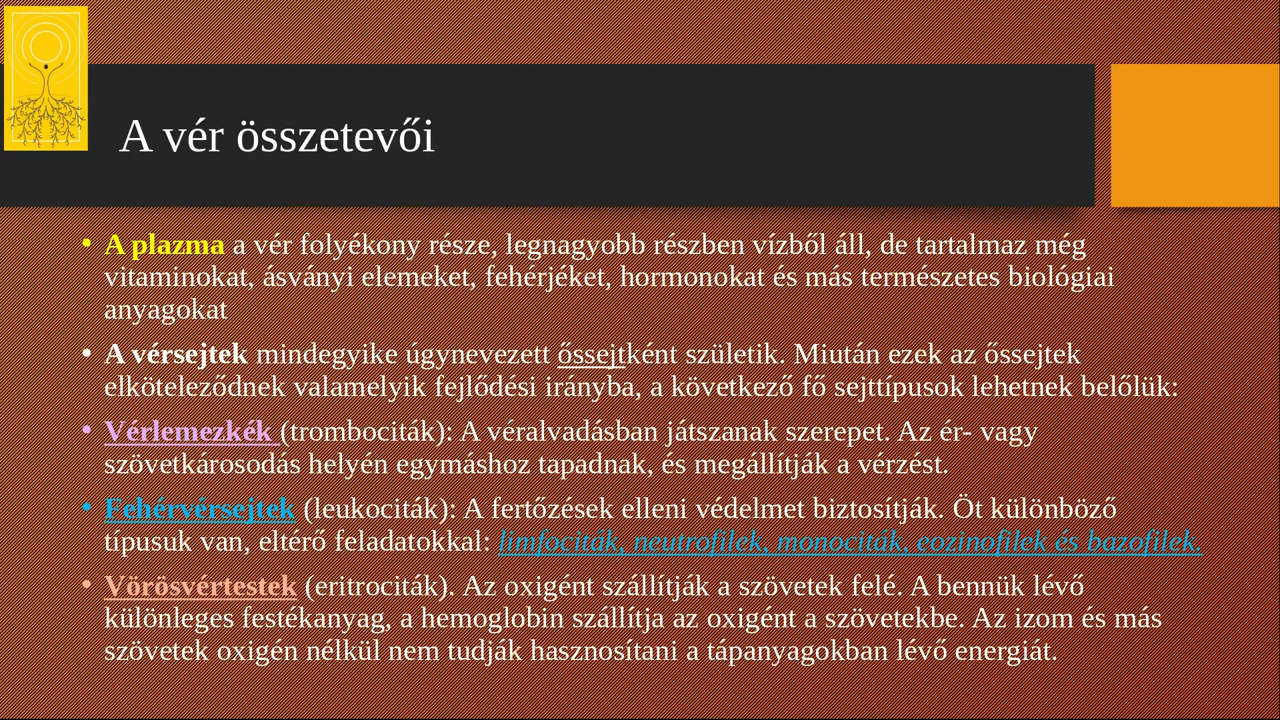 A vér összetevői
• A plazma a vér folyékony része, legnagyobb részben vízből áll, de tartalmaz még
vitaminokat, ásványi elemeket, fehérjéket, hormonokat és más természetes biológiai
anyagokat
• A vérsejtek mindegyike úgynevezett őssejtként születik. Miután ezek az őssejtek
elköteleződnek valamelyik fejlődési irányba, a következő fő sejttípusok lehetnek belőlük:
• Vérlemezkék (trombociták): A véralvadásban játszanak szerepet. Az ér- vagy
szövetkárosodás helyén egymáshoz tapadnak, és megállítják a vérzést.
• Fehérvérsejtek (leukociták): A fertőzések elleni védelmet biztosítják. Öt különböző
típusuk van, eltérő feladatokkal: limfociták, neutrofilek, monociták, eozinofilek és bazofilek.
• Vörösvértestek (eritrociták). Az oxigént szállítják a szövetek felé. A bennük lévő
különleges festékanyag, a hemoglobin szállítja az oxigént a szövetekbe. Az izom és más
szövetek oxigén nélkül nem tudják hasznosítani a tápanyagokban lévő energiát.